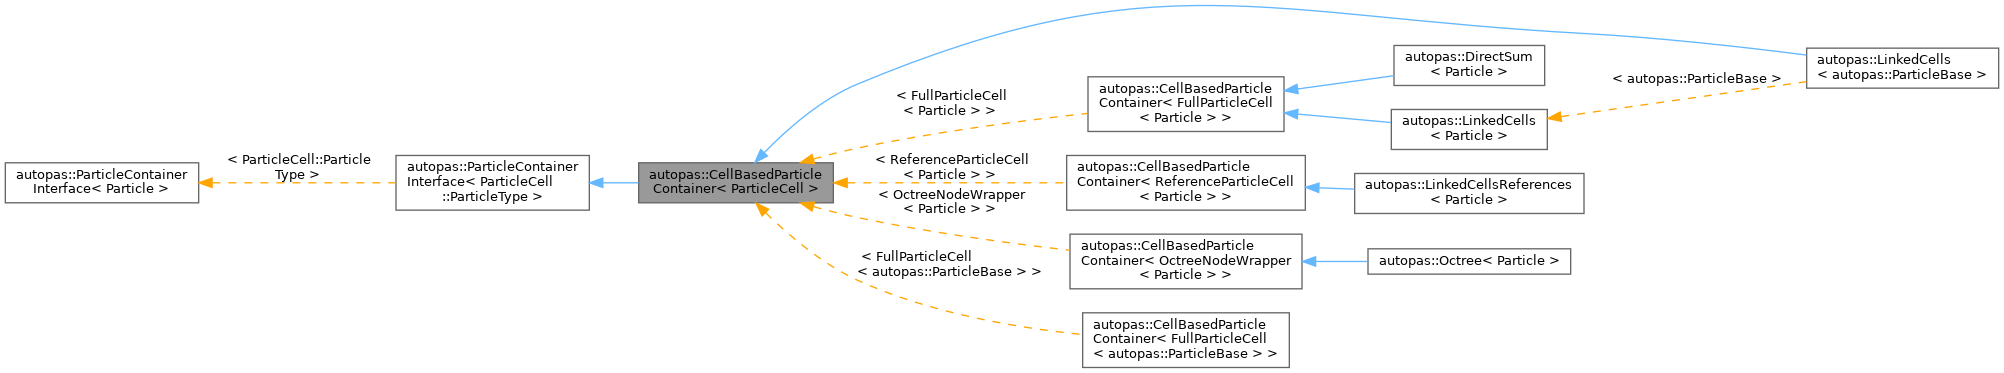 autopas::ParticleContainer
Interface< Particle >
< ParticleCell::Particle
Type >
autopas::ParticleContainer
Interface< ParticleCell
::ParticleType >
autopas::CellBasedParticle
Container< ParticleCell >
< FullParticleCell
< Particle > >
< ReferenceParticleCell
< Particle > >
< OctreeNodeWrapper
< Particle > >
< FullParticleCell
< autopas::ParticleBase > >
autopas::CellBasedParticle
Container< FullParticleCell
< Particle > >
autopas::CellBasedParticle
Container< ReferenceParticleCell
< Particle > >
autopas::CellBasedParticle
Container< OctreeNodeWrapper
< Particle > >
autopas::CellBasedParticle
Container< FullParticleCell
< autopas::ParticleBase > >
autopas::DirectSum
< Particle >
autopas::LinkedCells
< Particle >
autopas::LinkedCellsReferences
< Particle >
autopas::Octree< Particle >
< autopas::ParticleBase >
autopas::LinkedCells
< autopas::ParticleBase >